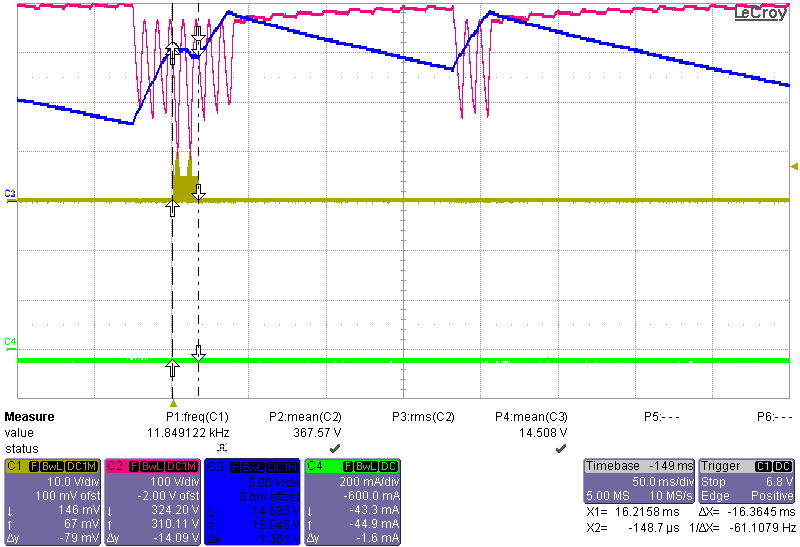 LeCroy
C3
C4
Measure P1:freq(C1) P2:mean(C2) P3:rms(C2) P4:mean(C3) P5:- - - P6:- - -
value 11.849122 kHz 367.57 V 14.508 V
status
C1 F BwL DC1M C2 F BwL DC1M C3 F BwL DC1M C4 F BwL DC Timebase -149 ms Trigger C1 DC
10.0 V/div 100 V/div 5.00 V/div 200 mA/div 50.0 ms/div Stop 6.8 V
100 mV ofst -2.00 V ofst 0 mV offset -600.0 mA 5.00 MS 10 MS/s Edge Positive
↓ 146 mV ↓ 324.20 V ↓ 14.685 V ↓ -43.3 mA X1= 16.2158 ms ΔX= -16.3645 ms
↑ 67 mV ↑ 310.11 V ↑ 16.046 V ↑ -44.9 mA X2= -148.7 µs 1/ΔX= -61.1079 Hz
Δy -79 mV Δy -14.09 V Δy 1.361 V Δy -1.6 mA